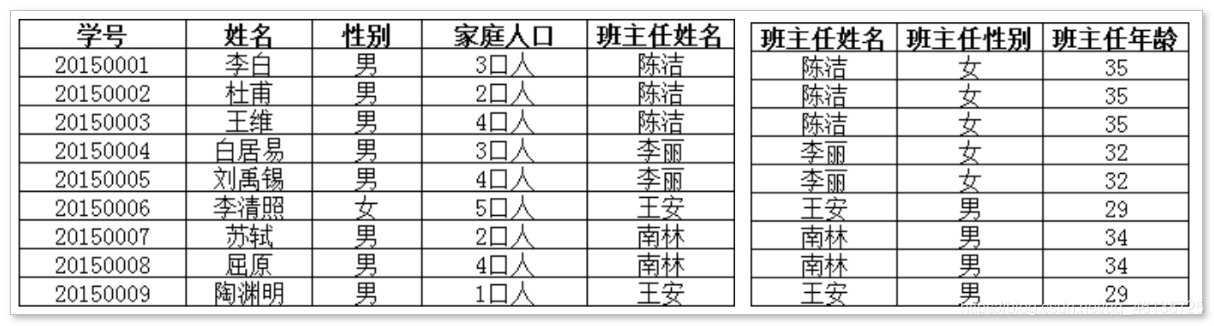 学号 姓名 性别 家庭人口 班主任姓名 班主任姓名 班主任性别 班主任年龄
20150001 李白 男 3口人 陈洁 陈洁 女 35
20150002 杜甫 男 2口人 陈洁 陈洁 女 35
20150003 王维 男 4口人 陈洁 陈洁 女 35
20150004 白居易 男 3口人 李丽 李丽 女 32
20150005 刘禹锡 男 4口人 李丽 李丽 女 32
20150006 李清照 女 5口人 王安 王安 男 29
20150007 苏轼 男 2口人 南林 南林 男 34
20150008 屈原 男 4口人 南林 南林 男 34
20150009 陶渊明 男 1口人 王安 王安 男 29